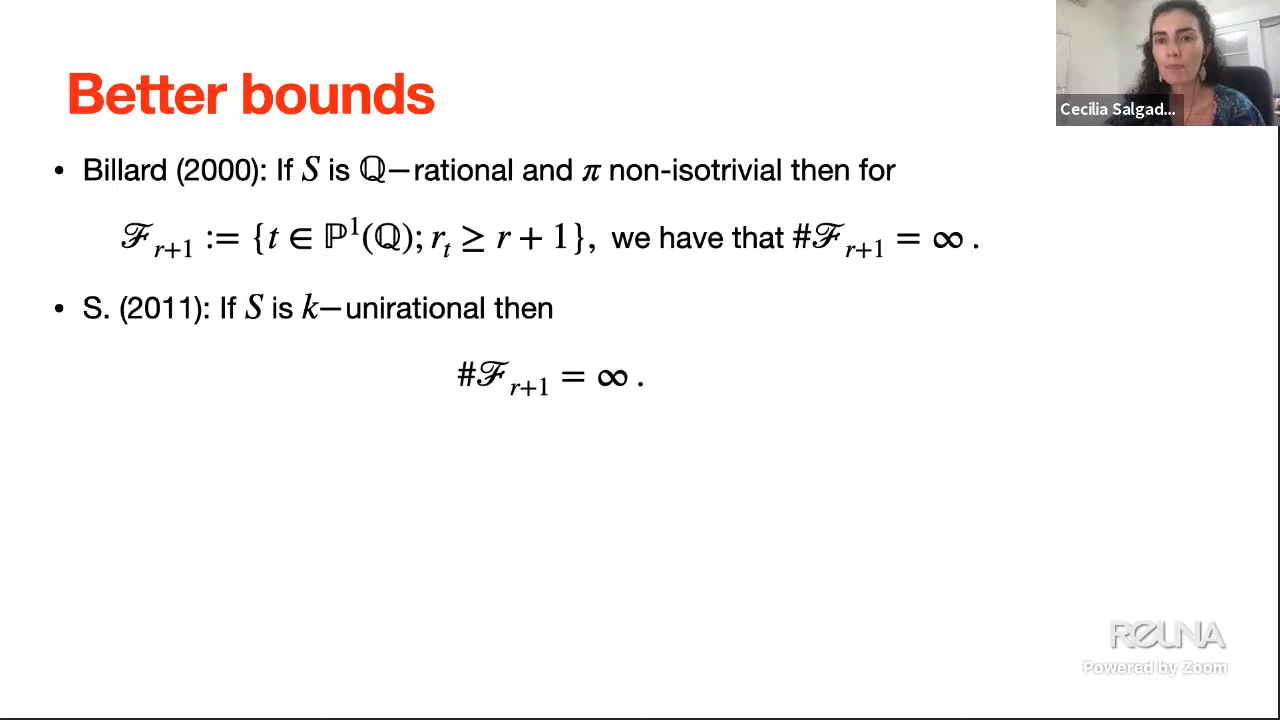 Better bounds
Cecilia Salgad...
• Billard (2000): If S is ℚ–rational and π non-isotrivial then for
ℱ_{r+1} := {t ∈ ℙ¹(ℚ); r_t ≥ r + 1}, we have that #ℱ_{r+1} = ∞ .
• S. (2011): If S is k–unirational then
#ℱ_{r+1} = ∞ .
REUNA
Powered by Zoom